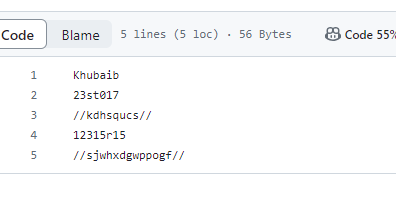 Code Blame 5 lines (5 loc) · 56 Bytes Code 55%
1 Khubaib
2 23st017
3 //kdhsqucs//
4 12315r15
5 //sjwhxdgwppogf//